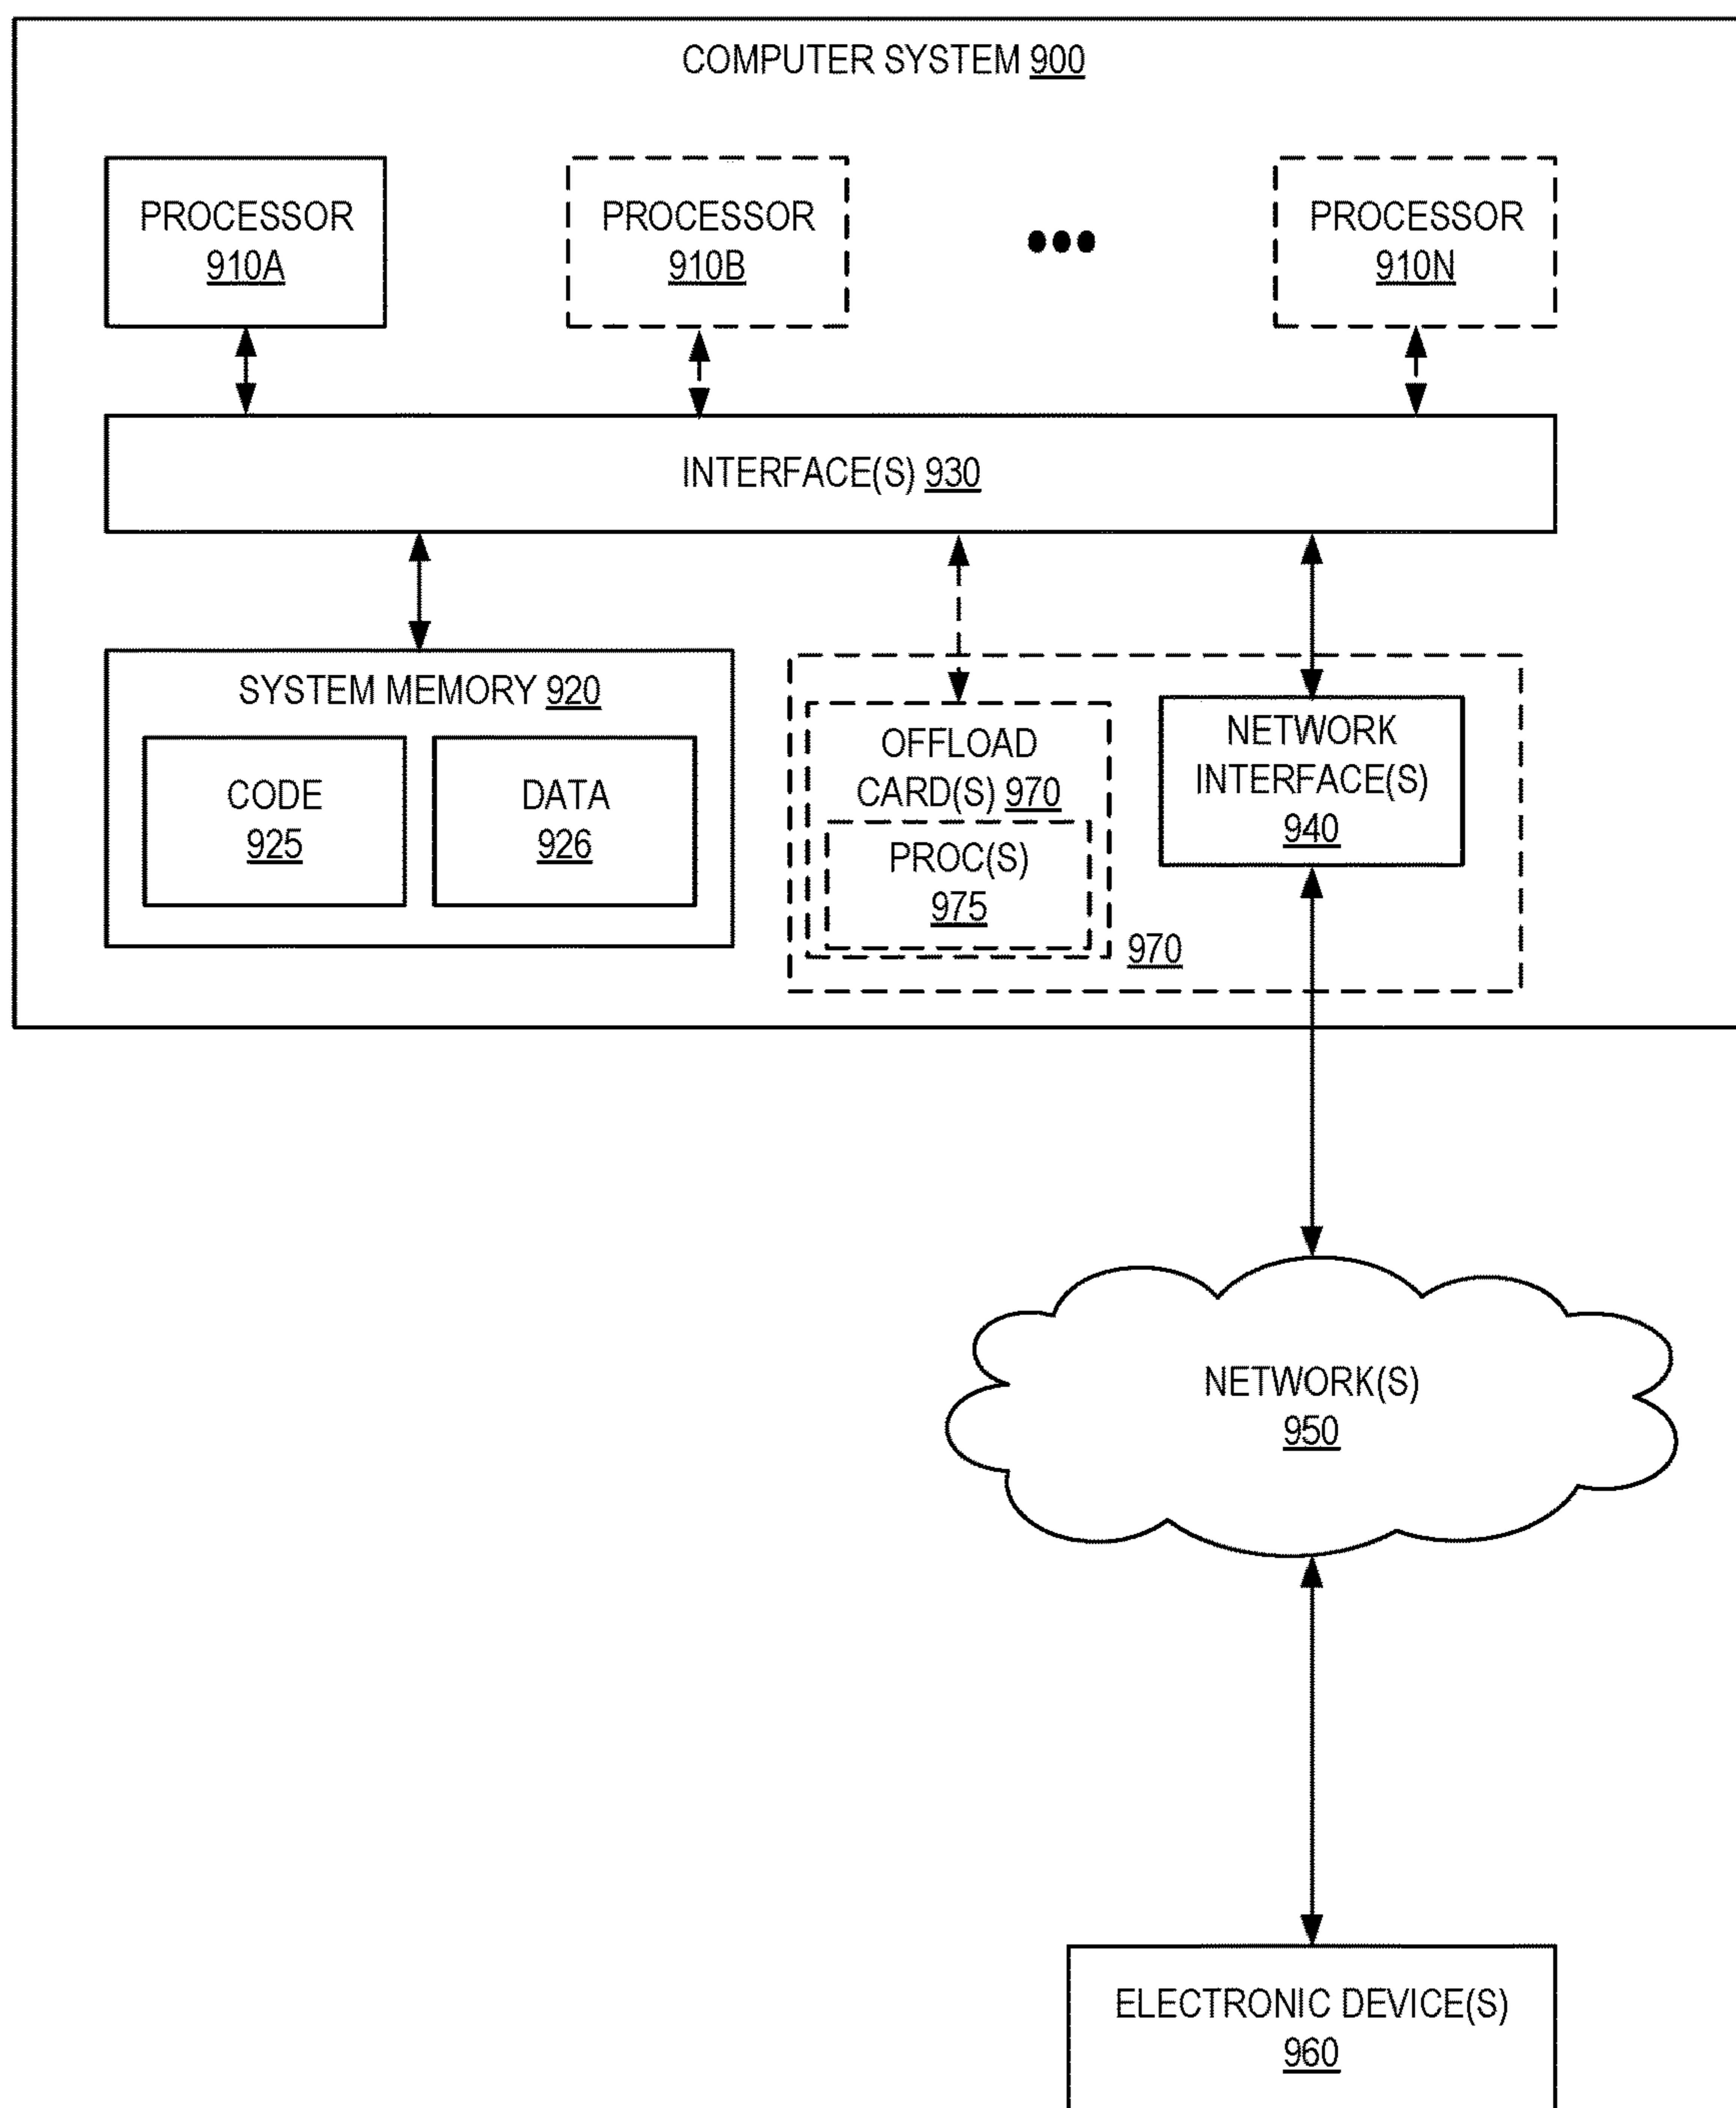 COMPUTER SYSTEM 900
PROCESSOR
910A
PROCESSOR
910B
PROCESSOR
910N
INTERFACE(S) 930
SYSTEM MEMORY 920
CODE
925
DATA
926
OFFLOAD
CARD(S) 970
PROC(S)
975
970
NETWORK
INTERFACE(S)
940
NETWORK(S)
950
ELECTRONIC DEVICE(S)
960